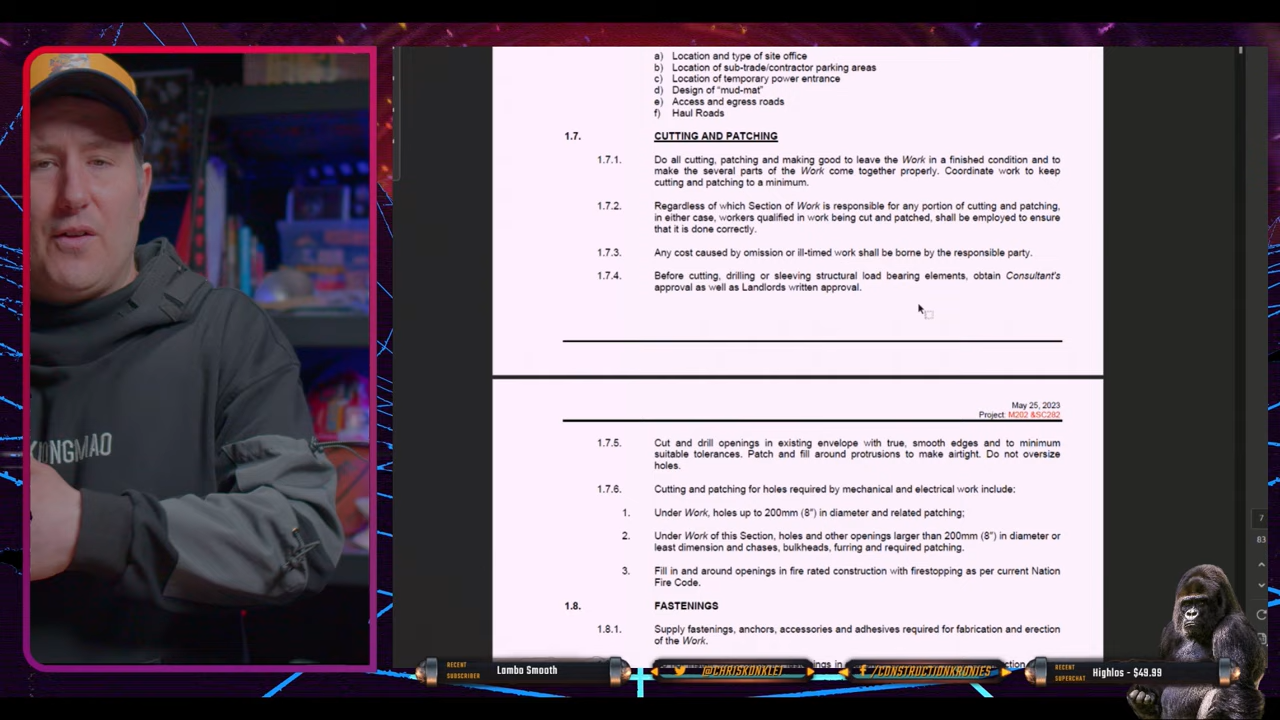 a) Location and type of site office
b) Location of sub-trade/contractor parking areas
c) Location of temporary power entrance
d) Design of "mud-mat"
e) Access and egress roads
f) Haul Roads
1.7. CUTTING AND PATCHING
1.7.1. Do all cutting, patching and making good to leave the Work in a finished condition and to
make the several parts of the Work come together properly. Coordinate work to keep
cutting and patching to a minimum.
1.7.2. Regardless of which Section of Work is responsible for any portion of cutting and patching,
in either case, workers qualified in work being cut and patched, shall be employed to ensure
that it is done correctly.
1.7.3. Any cost caused by omission or ill-timed work shall be borne by the responsible party.
1.7.4. Before cutting, drilling or sleeving structural load bearing elements, obtain Consultant's
approval as well as Landlords written approval.
May 25, 2023
Project: M202 &SC282
1.7.5. Cut and drill openings in existing envelope with true, smooth edges and to minimum
suitable tolerances. Patch and fill around protrusions to make airtight. Do not oversize
holes.
1.7.6. Cutting and patching for holes required by mechanical and electrical work include:
1. Under Work, holes up to 200mm (8") in diameter and related patching;
2. Under Work of this Section, holes and other openings larger than 200mm (8") in diameter or
least dimension and chases, bulkheads, furring and required patching.
3. Fill in and around openings in fire rated construction with firestopping as per current Nation
Fire Code.
1.8. FASTENINGS
1.8.1. Supply fastenings, anchors, accessories and adhesives required for fabrication and erection
of the Work.
7
83
RECENT SUBSCRIBER
Lambo Smooth
@CHRISKONKLEI
/CONSTRUCTIONKRONIES
RECENT SUPERCHAT
Highlos - $49.99